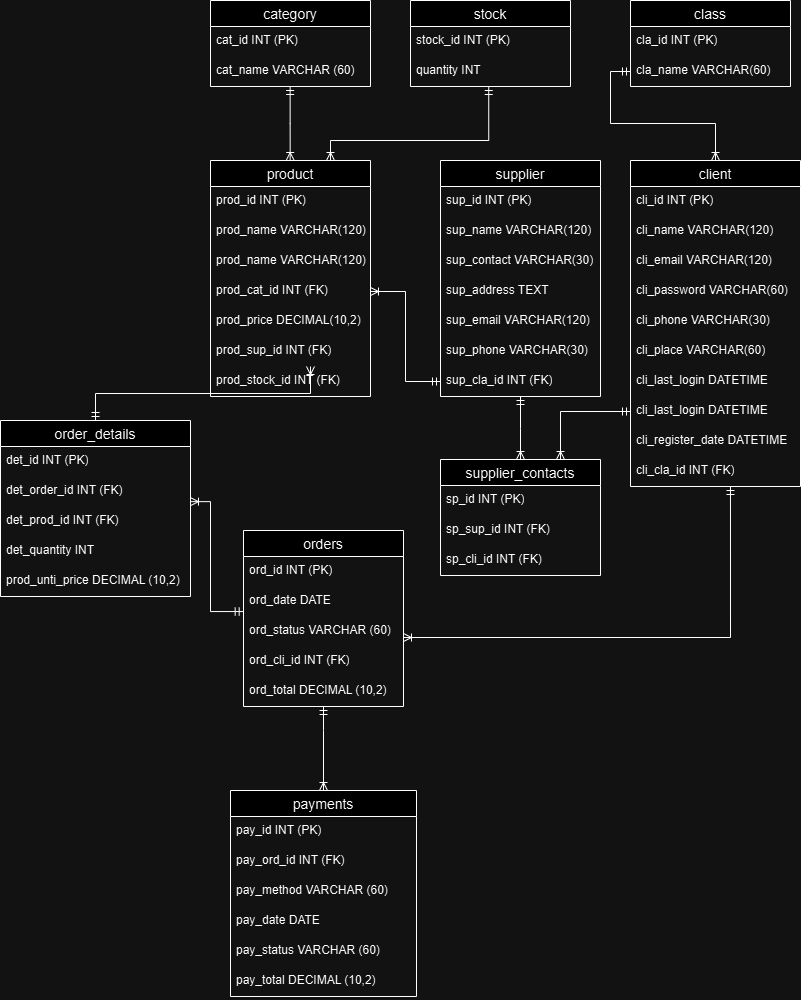 category
cat_id INT (PK)
cat_name VARCHAR (60)
stock
stock_id INT (PK)
quantity INT
class
cla_id INT (PK)
cla_name VARCHAR(60)
product
prod_id INT (PK)
prod_name VARCHAR(120)
prod_name VARCHAR(120)
prod_cat_id INT (FK)
prod_price DECIMAL(10,2)
prod_sup_id INT (FK)
prod_stock_id INT (FK)
supplier
sup_id INT (PK)
sup_name VARCHAR(120)
sup_contact VARCHAR(30)
sup_address TEXT
sup_email VARCHAR(120)
sup_phone VARCHAR(30)
sup_cla_id INT (FK)
client
cli_id INT (PK)
cli_name VARCHAR(120)
cli_email VARCHAR(120)
cli_password VARCHAR(60)
cli_phone VARCHAR(30)
cli_place VARCHAR(60)
cli_last_login DATETIME
cli_last_login DATETIME
cli_register_date DATETIME
cli_cla_id INT (FK)
order_details
det_id INT (PK)
det_order_id INT (FK)
det_prod_id INT (FK)
det_quantity INT
prod_unti_price DECIMAL (10,2)
supplier_contacts
sp_id INT (PK)
sp_sup_id INT (FK)
sp_cli_id INT (FK)
orders
ord_id INT (PK)
ord_date DATE
ord_status VARCHAR (60)
ord_cli_id INT (FK)
ord_total DECIMAL (10,2)
payments
pay_id INT (PK)
pay_ord_id INT (FK)
pay_method VARCHAR (60)
pay_date DATE
pay_status VARCHAR (60)
pay_total DECIMAL (10,2)